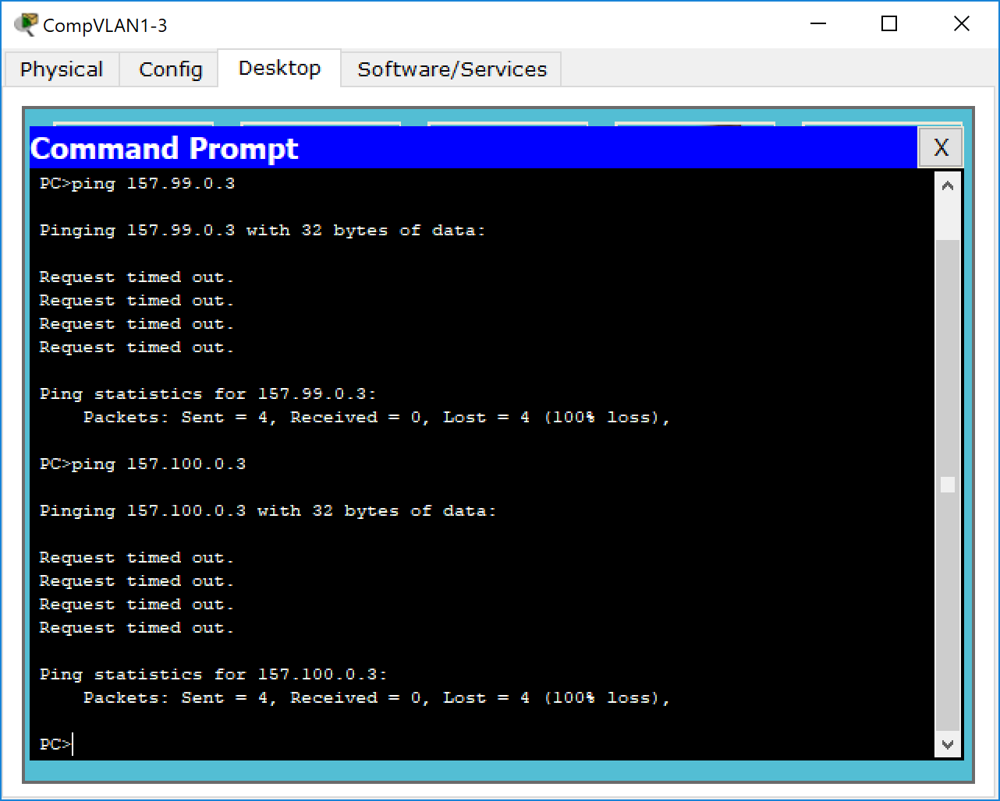 CompVLAN1-3
Physical Config Desktop Software/Services
Command Prompt X
PC>ping 157.99.0.3
Pinging 157.99.0.3 with 32 bytes of data:
Request timed out.
Request timed out.
Request timed out.
Request timed out.
Ping statistics for 157.99.0.3:
Packets: Sent = 4, Received = 0, Lost = 4 (100% loss),
PC>ping 157.100.0.3
Pinging 157.100.0.3 with 32 bytes of data:
Request timed out.
Request timed out.
Request timed out.
Request timed out.
Ping statistics for 157.100.0.3:
Packets: Sent = 4, Received = 0, Lost = 4 (100% loss),
PC>